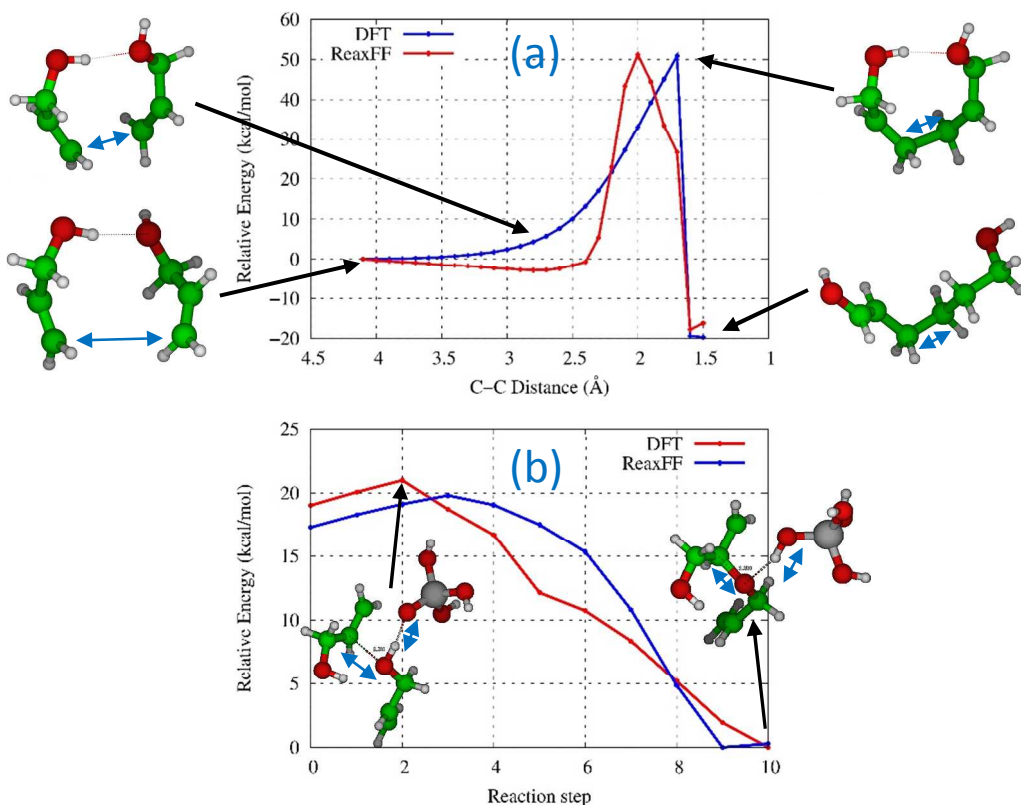 60
50
40
30
20
10
0
−10
−20
4.5
4
3.5
3
2.5
2
1.5
1
Relative Energy (kcal/mol)
C−C Distance (Å)
DFT
ReaxFF
(a)
25
20
15
10
5
0
0
2
4
6
8
10
Relative Energy (kcal/mol)
Reaction step
DFT
ReaxFF
(b)